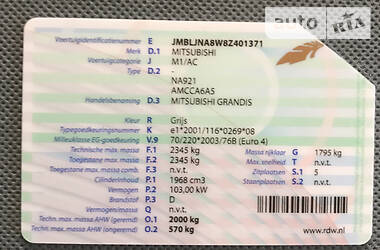 auto RIA
Voertuigidentificatienummer E JMBLJNA8W8Z401371
Merk D.1 MITSUBISHI
Voertuigcategorie J M1/AC
Type D.2 -
NA921
AMCCA6A5
Handelsbenaming D.3 MITSUBISHI GRANDIS
Kleur R Grijs
Typegoedkeuringsnummer K e1*2001/116*0269*08
Milieuklasse EG-goedkeuring V.9 70/220*2003/76B (Euro 4)
Technische max. massa F.1 2345 kg Massa rijklaar G 1795 kg
Toegestane max. massa F.2 2345 kg Max. snelheid T n.v.t.
Toegestane max. massa comb. F.3 n.v.t. Zitplaatsen S.1 5
Cilinderinhoud P.1 1968 cm3 Staanplaatsen S.2 n.v.t.
Vermogen P.2 103,00 kW
Brandstof P.3 D
Vermogen/massa Q n.v.t.
Techn. max. massa AHW (geremd) O.1 2000 kg
Techn. max. massa AHW (ongeremd) O.2 570 kg
www.rdw.nl